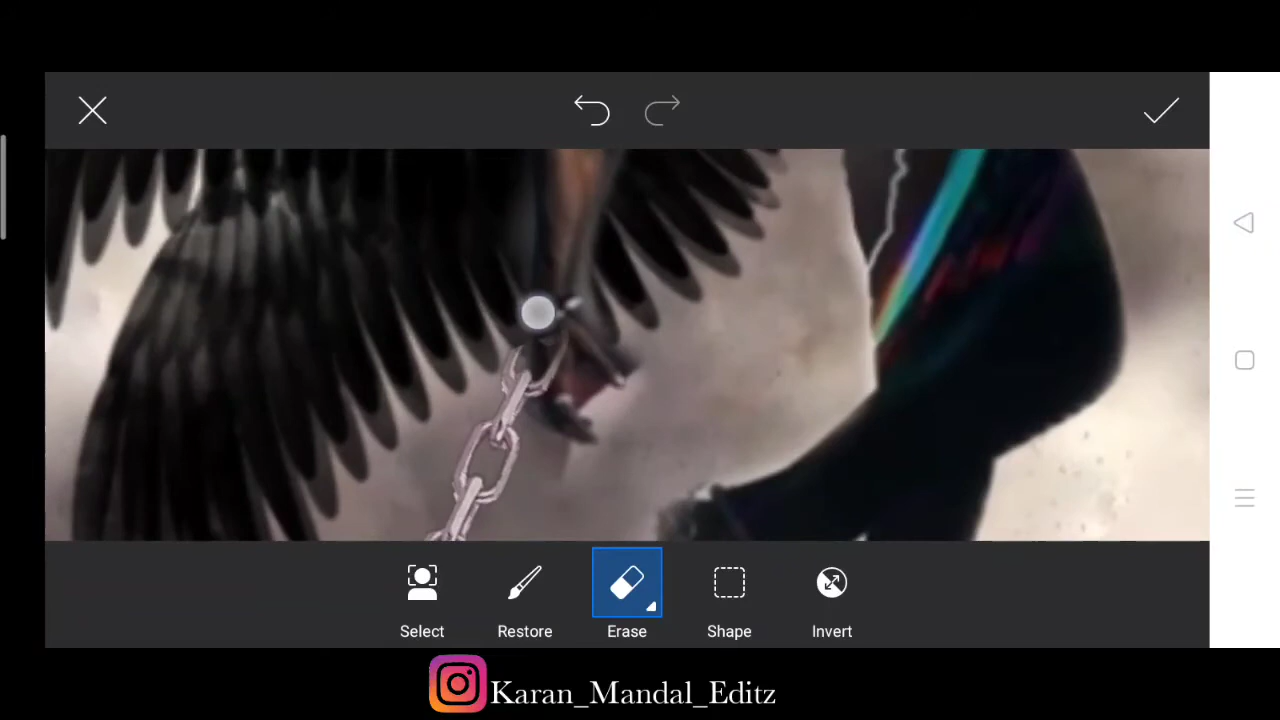 Select
Restore
Erase
Shape
Invert
Karan_Mandal_Editz